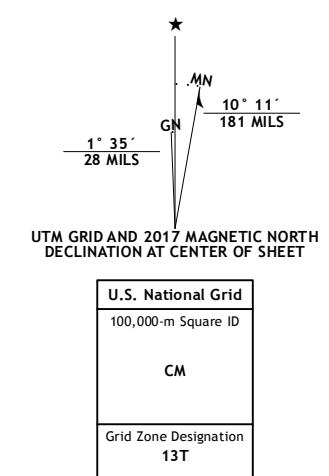 ★
MN
10° 11´
181 MILS
GN
1° 35´
28 MILS
UTM GRID AND 2017 MAGNETIC NORTH
DECLINATION AT CENTER OF SHEET
U.S. National Grid
100,000-m Square ID
CM
Grid Zone Designation
13T